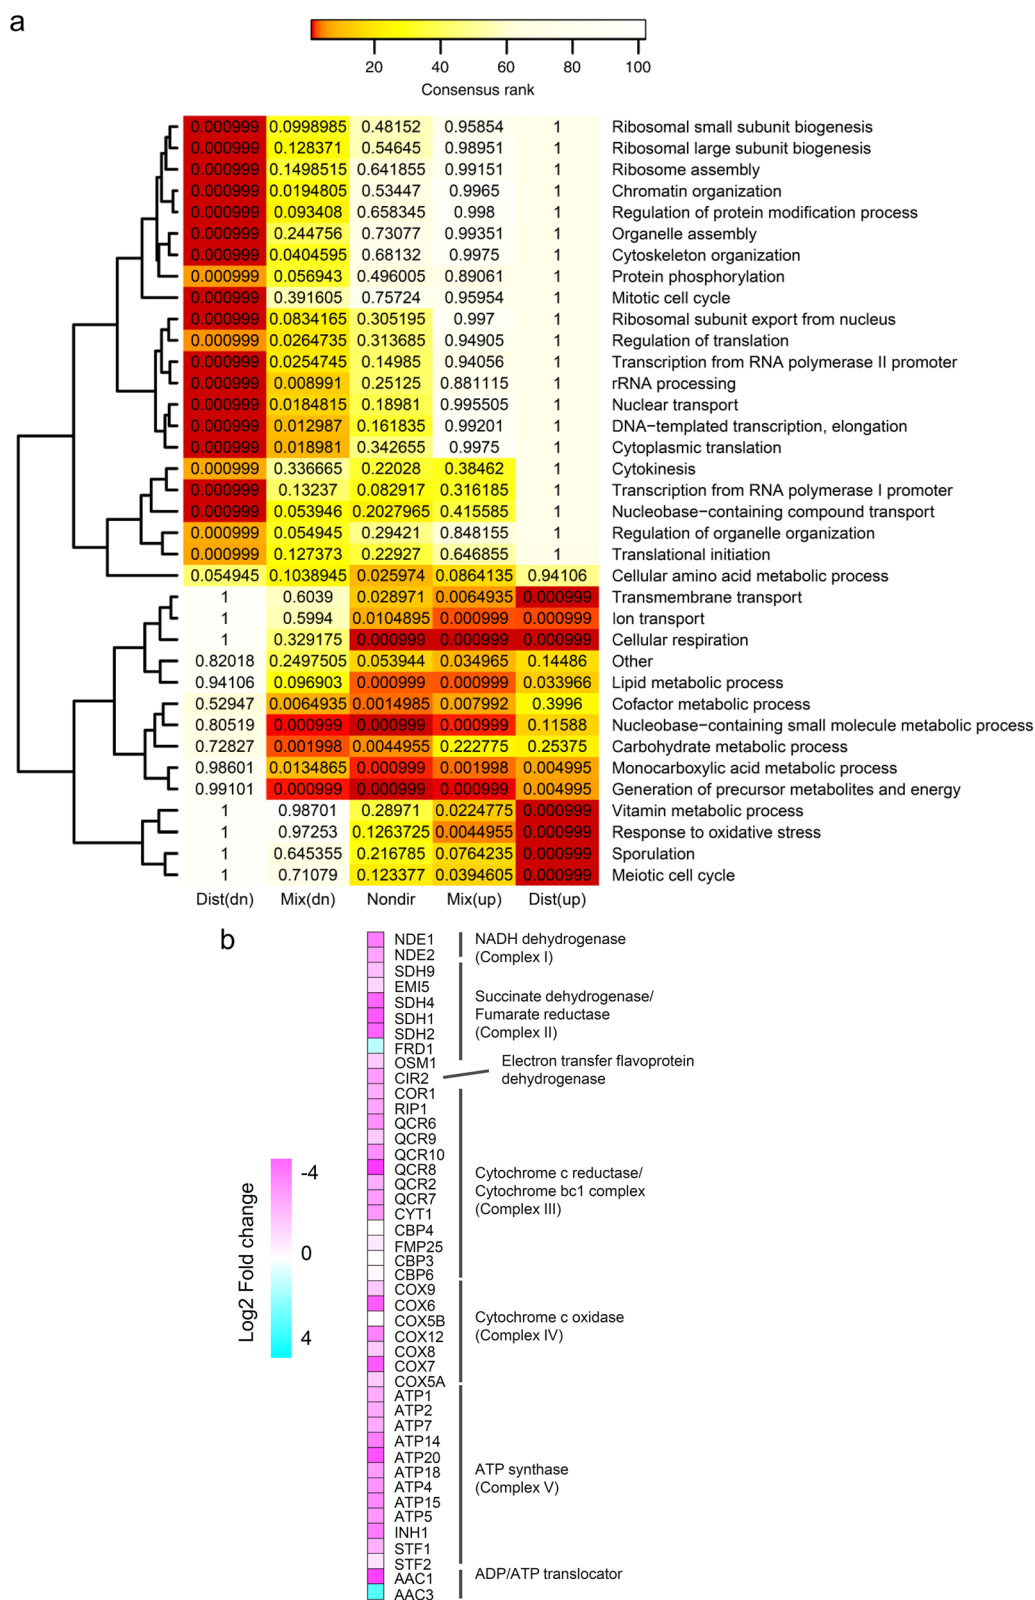 a
20 40 60 80 100
Consensus rank
0.000999 0.0998985 0.48152 0.95854 1 Ribosomal small subunit biogenesis
0.000999 0.128371 0.54645 0.98951 1 Ribosomal large subunit biogenesis
0.000999 0.1498515 0.641855 0.99151 1 Ribosome assembly
0.000999 0.0194805 0.53447 0.9965 1 Chromatin organization
0.000999 0.093408 0.658345 0.998 1 Regulation of protein modification process
0.000999 0.244756 0.73077 0.99351 1 Organelle assembly
0.000999 0.0404595 0.68132 0.9975 1 Cytoskeleton organization
0.000999 0.056943 0.496005 0.89061 1 Protein phosphorylation
0.000999 0.391605 0.75724 0.95954 1 Mitotic cell cycle
0.000999 0.0834165 0.305195 0.997 1 Ribosomal subunit export from nucleus
0.000999 0.0264735 0.313685 0.94905 1 Regulation of translation
0.000999 0.0254745 0.14985 0.94056 1 Transcription from RNA polymerase II promoter
0.000999 0.008991 0.25125 0.881115 1 rRNA processing
0.000999 0.0184815 0.18981 0.995505 1 Nuclear transport
0.000999 0.012987 0.161835 0.99201 1 DNA−templated transcription, elongation
0.000999 0.018981 0.342655 0.9975 1 Cytoplasmic translation
0.000999 0.336665 0.22028 0.38462 1 Cytokinesis
0.000999 0.13237 0.082917 0.316185 1 Transcription from RNA polymerase I promoter
0.000999 0.053946 0.2027965 0.415585 1 Nucleobase−containing compound transport
0.000999 0.054945 0.29421 0.848155 1 Regulation of organelle organization
0.000999 0.127373 0.22927 0.646855 1 Translational initiation
0.054945 0.1038945 0.025974 0.0864135 0.94106 Cellular amino acid metabolic process
1 0.6039 0.028971 0.0064935 0.000999 Transmembrane transport
1 0.5994 0.0104895 0.000999 0.000999 Ion transport
1 0.329175 0.000999 0.000999 0.000999 Cellular respiration
0.82018 0.2497505 0.053944 0.034965 0.14486 Other
0.94106 0.096903 0.000999 0.000999 0.033966 Lipid metabolic process
0.52947 0.0064935 0.0014985 0.007992 0.3996 Cofactor metabolic process
0.80519 0.000999 0.000999 0.000999 0.11588 Nucleobase−containing small molecule metabolic process
0.72827 0.001998 0.0044955 0.222775 0.25375 Carbohydrate metabolic process
0.98601 0.0134865 0.000999 0.001998 0.004995 Monocarboxylic acid metabolic process
0.99101 0.000999 0.000999 0.000999 0.004995 Generation of precursor metabolites and energy
1 0.98701 0.28971 0.0224775 0.000999 Vitamin metabolic process
1 0.97253 0.1263725 0.0044955 0.000999 Response to oxidative stress
1 0.645355 0.216785 0.0764235 0.000999 Sporulation
1 0.71079 0.123377 0.0394605 0.000999 Meiotic cell cycle
Dist(dn) Mix(dn) Nondir Mix(up) Dist(up)
b
Log2 Fold change
-4
0
4
NDE1
NDE2
SDH9
EMI5
SDH4
SDH1
SDH2
FRD1
OSM1
CIR2
COR1
RIP1
QCR6
QCR9
QCR10
QCR8
QCR2
QCR7
CYT1
CBP4
FMP25
CBP3
CBP6
COX9
COX6
COX5B
COX12
COX8
COX7
COX5A
ATP1
ATP2
ATP7
ATP14
ATP20
ATP18
ATP4
ATP15
ATP5
INH1
STF1
STF2
AAC1
AAC3
NADH dehydrogenase
(Complex I)
Succinate dehydrogenase/
Fumarate reductase
(Complex II)
Electron transfer flavoprotein
dehydrogenase
Cytochrome c reductase/
Cytochrome bc1 complex
(Complex III)
Cytochrome c oxidase
(Complex IV)
ATP synthase
(Complex V)
ADP/ATP translocator